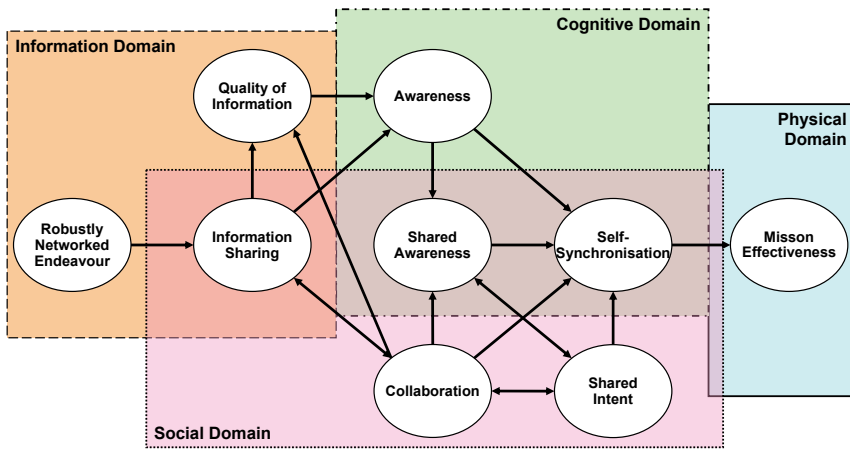 Information Domain
Cognitive Domain
Physical
Domain
Quality of
Information
Awareness
Robustly
Networked
Endeavour
Information
Sharing
Shared
Awareness
Self-
Synchronisation
Misson
Effectiveness
Collaboration
Shared
Intent
Social Domain